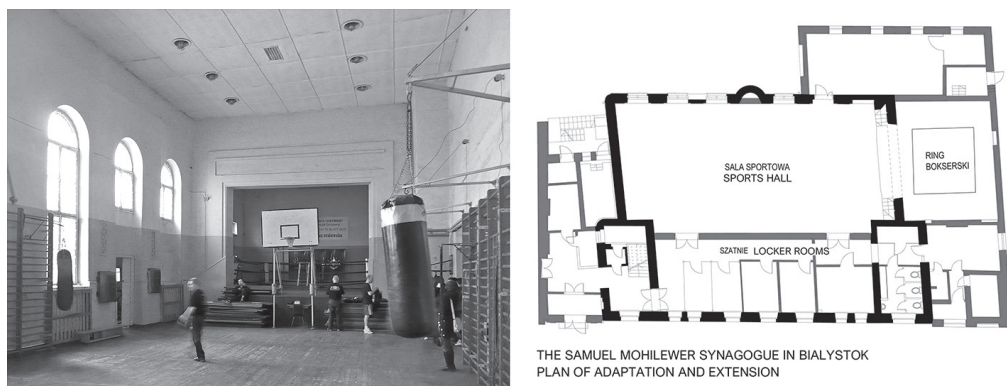 SALA SPORTOWA
SPORTS HALL
RING
BOKSERSKI
SZATNIE LOCKER ROOMS
THE SAMUEL MOHILEWER SYNAGOGUE IN BIALYSTOK
PLAN OF ADAPTATION AND EXTENSION